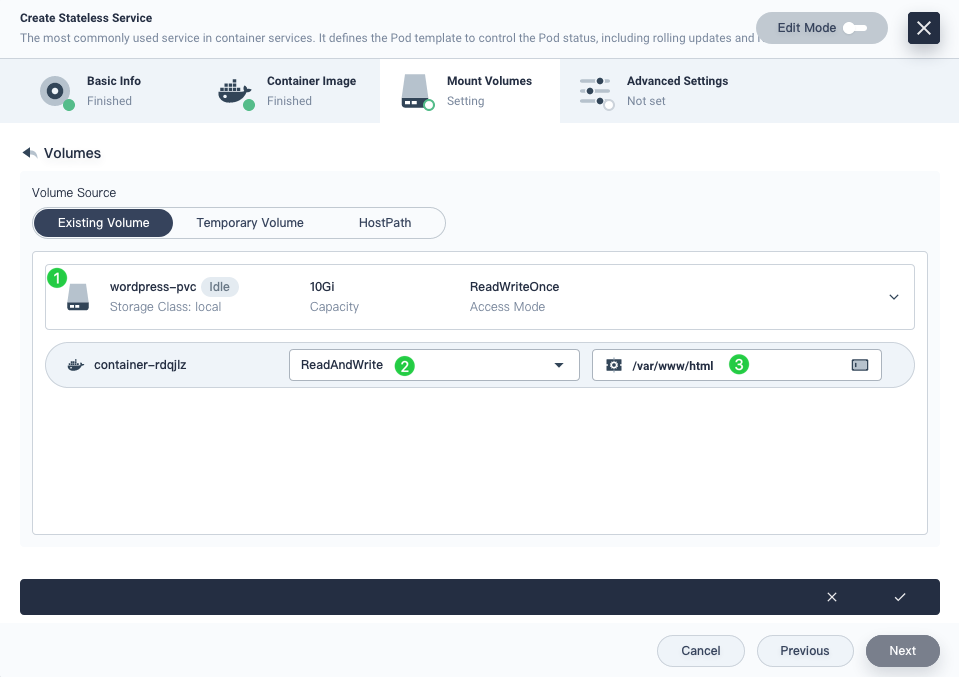 Create Stateless Service
The most commonly used service in container services. It defines the Pod template to control the Pod status, including rolling updates and
Edit Mode
Basic Info
Finished
Container Image
Finished
Mount Volumes
Setting
Advanced Settings
Not set
Volumes
Volume Source
Existing Volume
Temporary Volume
HostPath
1
wordpress-pvc Idle
Storage Class: local
10Gi
Capacity
ReadWriteOnce
Access Mode
container-rdqjlz
ReadAndWrite 2
/var/www/html 3
Cancel
Previous
Next